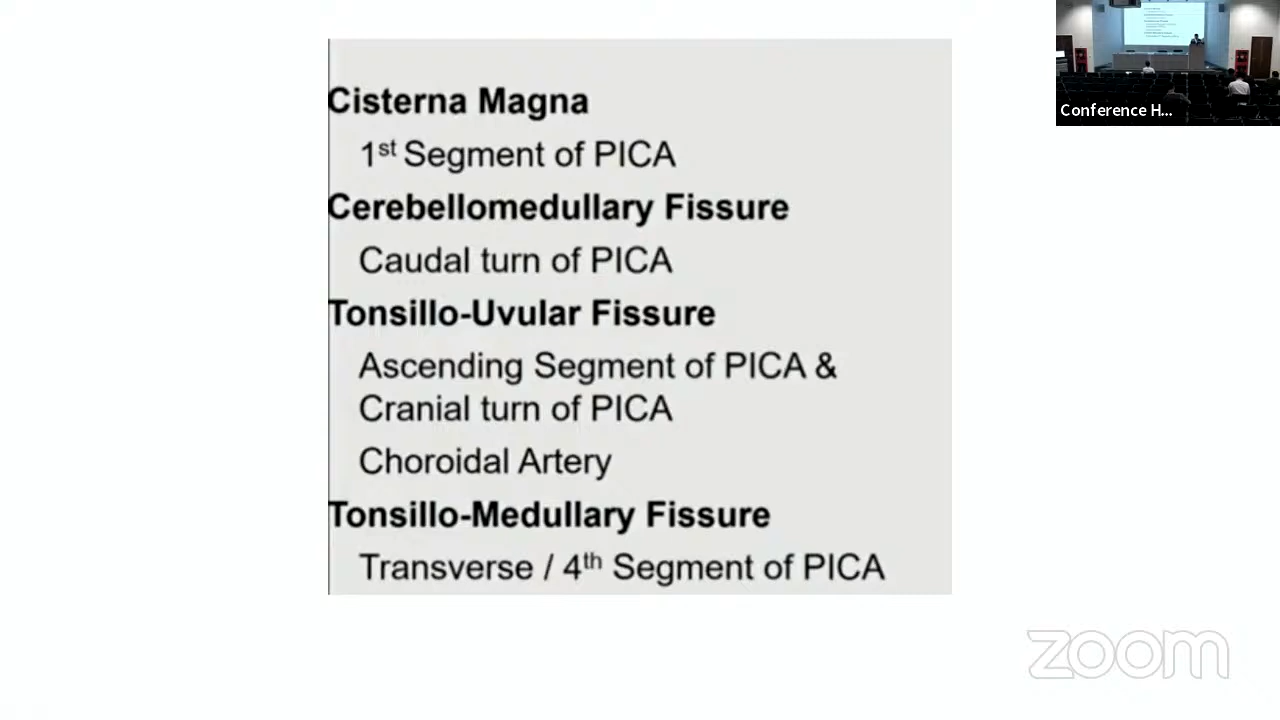 Conference H...
Cisterna Magna
1st Segment of PICA
Cerebellomedullary Fissure
Caudal turn of PICA
Tonsillo-Uvular Fissure
Ascending Segment of PICA &
Cranial turn of PICA
Choroidal Artery
Tonsillo-Medullary Fissure
Transverse / 4th Segment of PICA
zoom